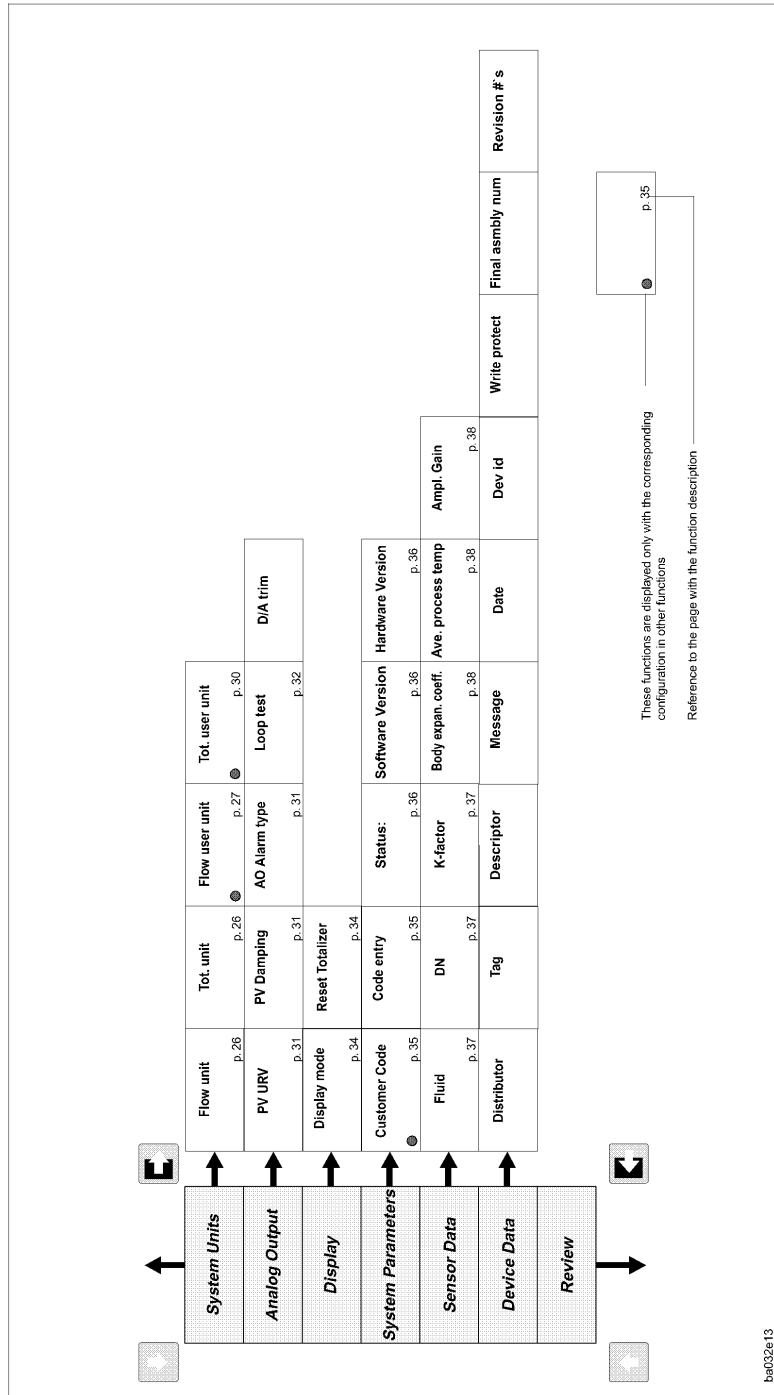 System Units
Flow unit
p. 26
Tot. unit
p. 26
Flow user unit
p. 27
Tot. user unit
p. 30
Analog Output
PV URV
p. 31
PV Damping
p. 31
AO Alarm type
p. 31
Loop test
p. 32
D/A trim
Display
Display mode
p. 34
Reset Totalizer
p. 34
System Parameters
Customer Code
p. 35
Code entry
p. 35
Status:
p. 36
Software Version
p. 36
Hardware Version
p. 36
Sensor Data
Fluid
p. 37
DN
p. 37
K-factor
p. 37
Body expan. coeff.
p. 38
Ave. process temp
p. 38
Ampl. Gain
p. 38
Device Data
Distributor
Tag
Descriptor
Message
Date
Dev id
Write protect
Final asmbly num
Revision #`s
Review
E
p. 35
These functions are displayed only with the corresponding
configuration in other functions
Reference to the page with the function description
ba032e13